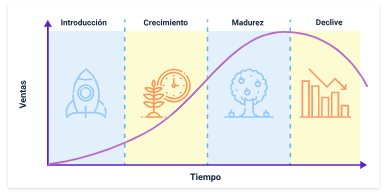 Introducción
Crecimiento
Madurez
Declive
Ventas
Tiempo